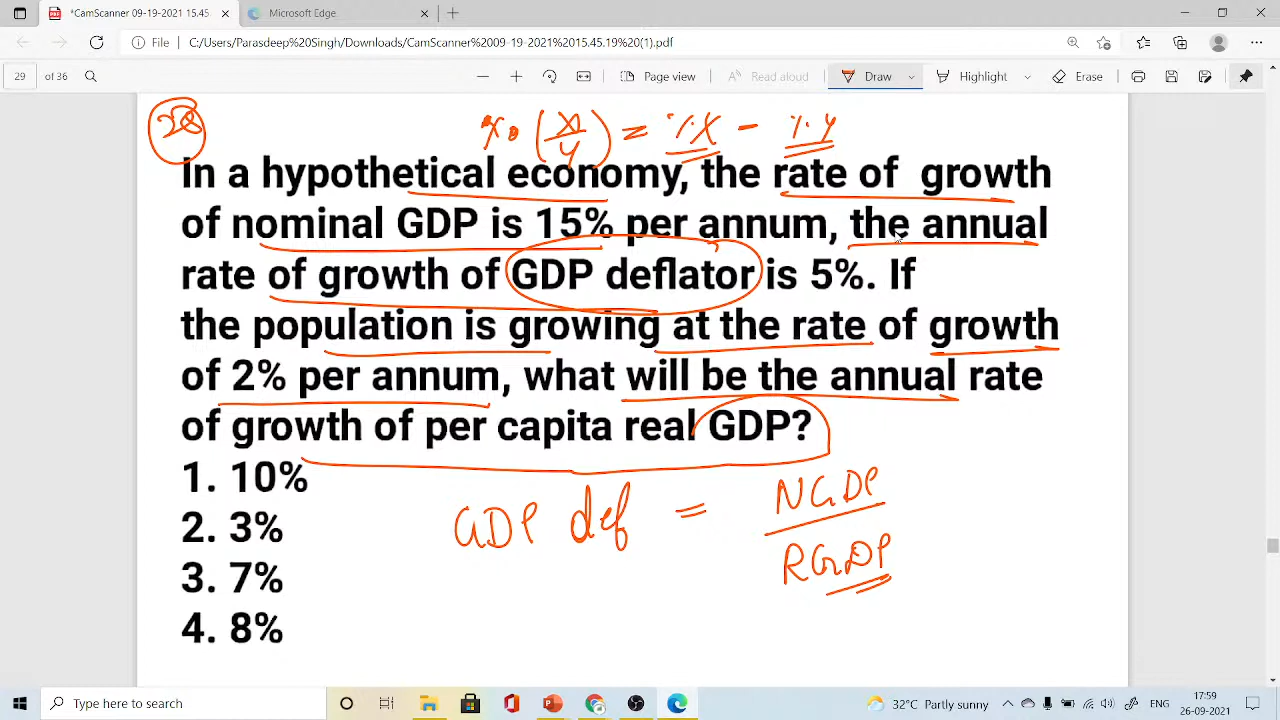 *CamScanner 09-19-2021 15.45
Microsoft Edge
File
C:/Users/Paradeep%20Singh/Downloads/CamScanner%2009-19-2021%2015.45.19%20(1).pdf
29 of 36
Page view
Read aloud
Draw
Highlight
Erase
28
%. (X/Y) = %X - %Y
In a hypothetical economy, the rate of growth
of nominal GDP is 15% per annum, the annual
rate of growth of GDP deflator is 5%. If
the population is growing at the rate of growth
of 2% per annum, what will be the annual rate
of growth of per capita real GDP?
1. 10%
2. 3%
3. 7%
4. 8%
GDP def = NGDP
RGDP
Type here to search
32°C Partly sunny
ENG
17:59
26-09-2021